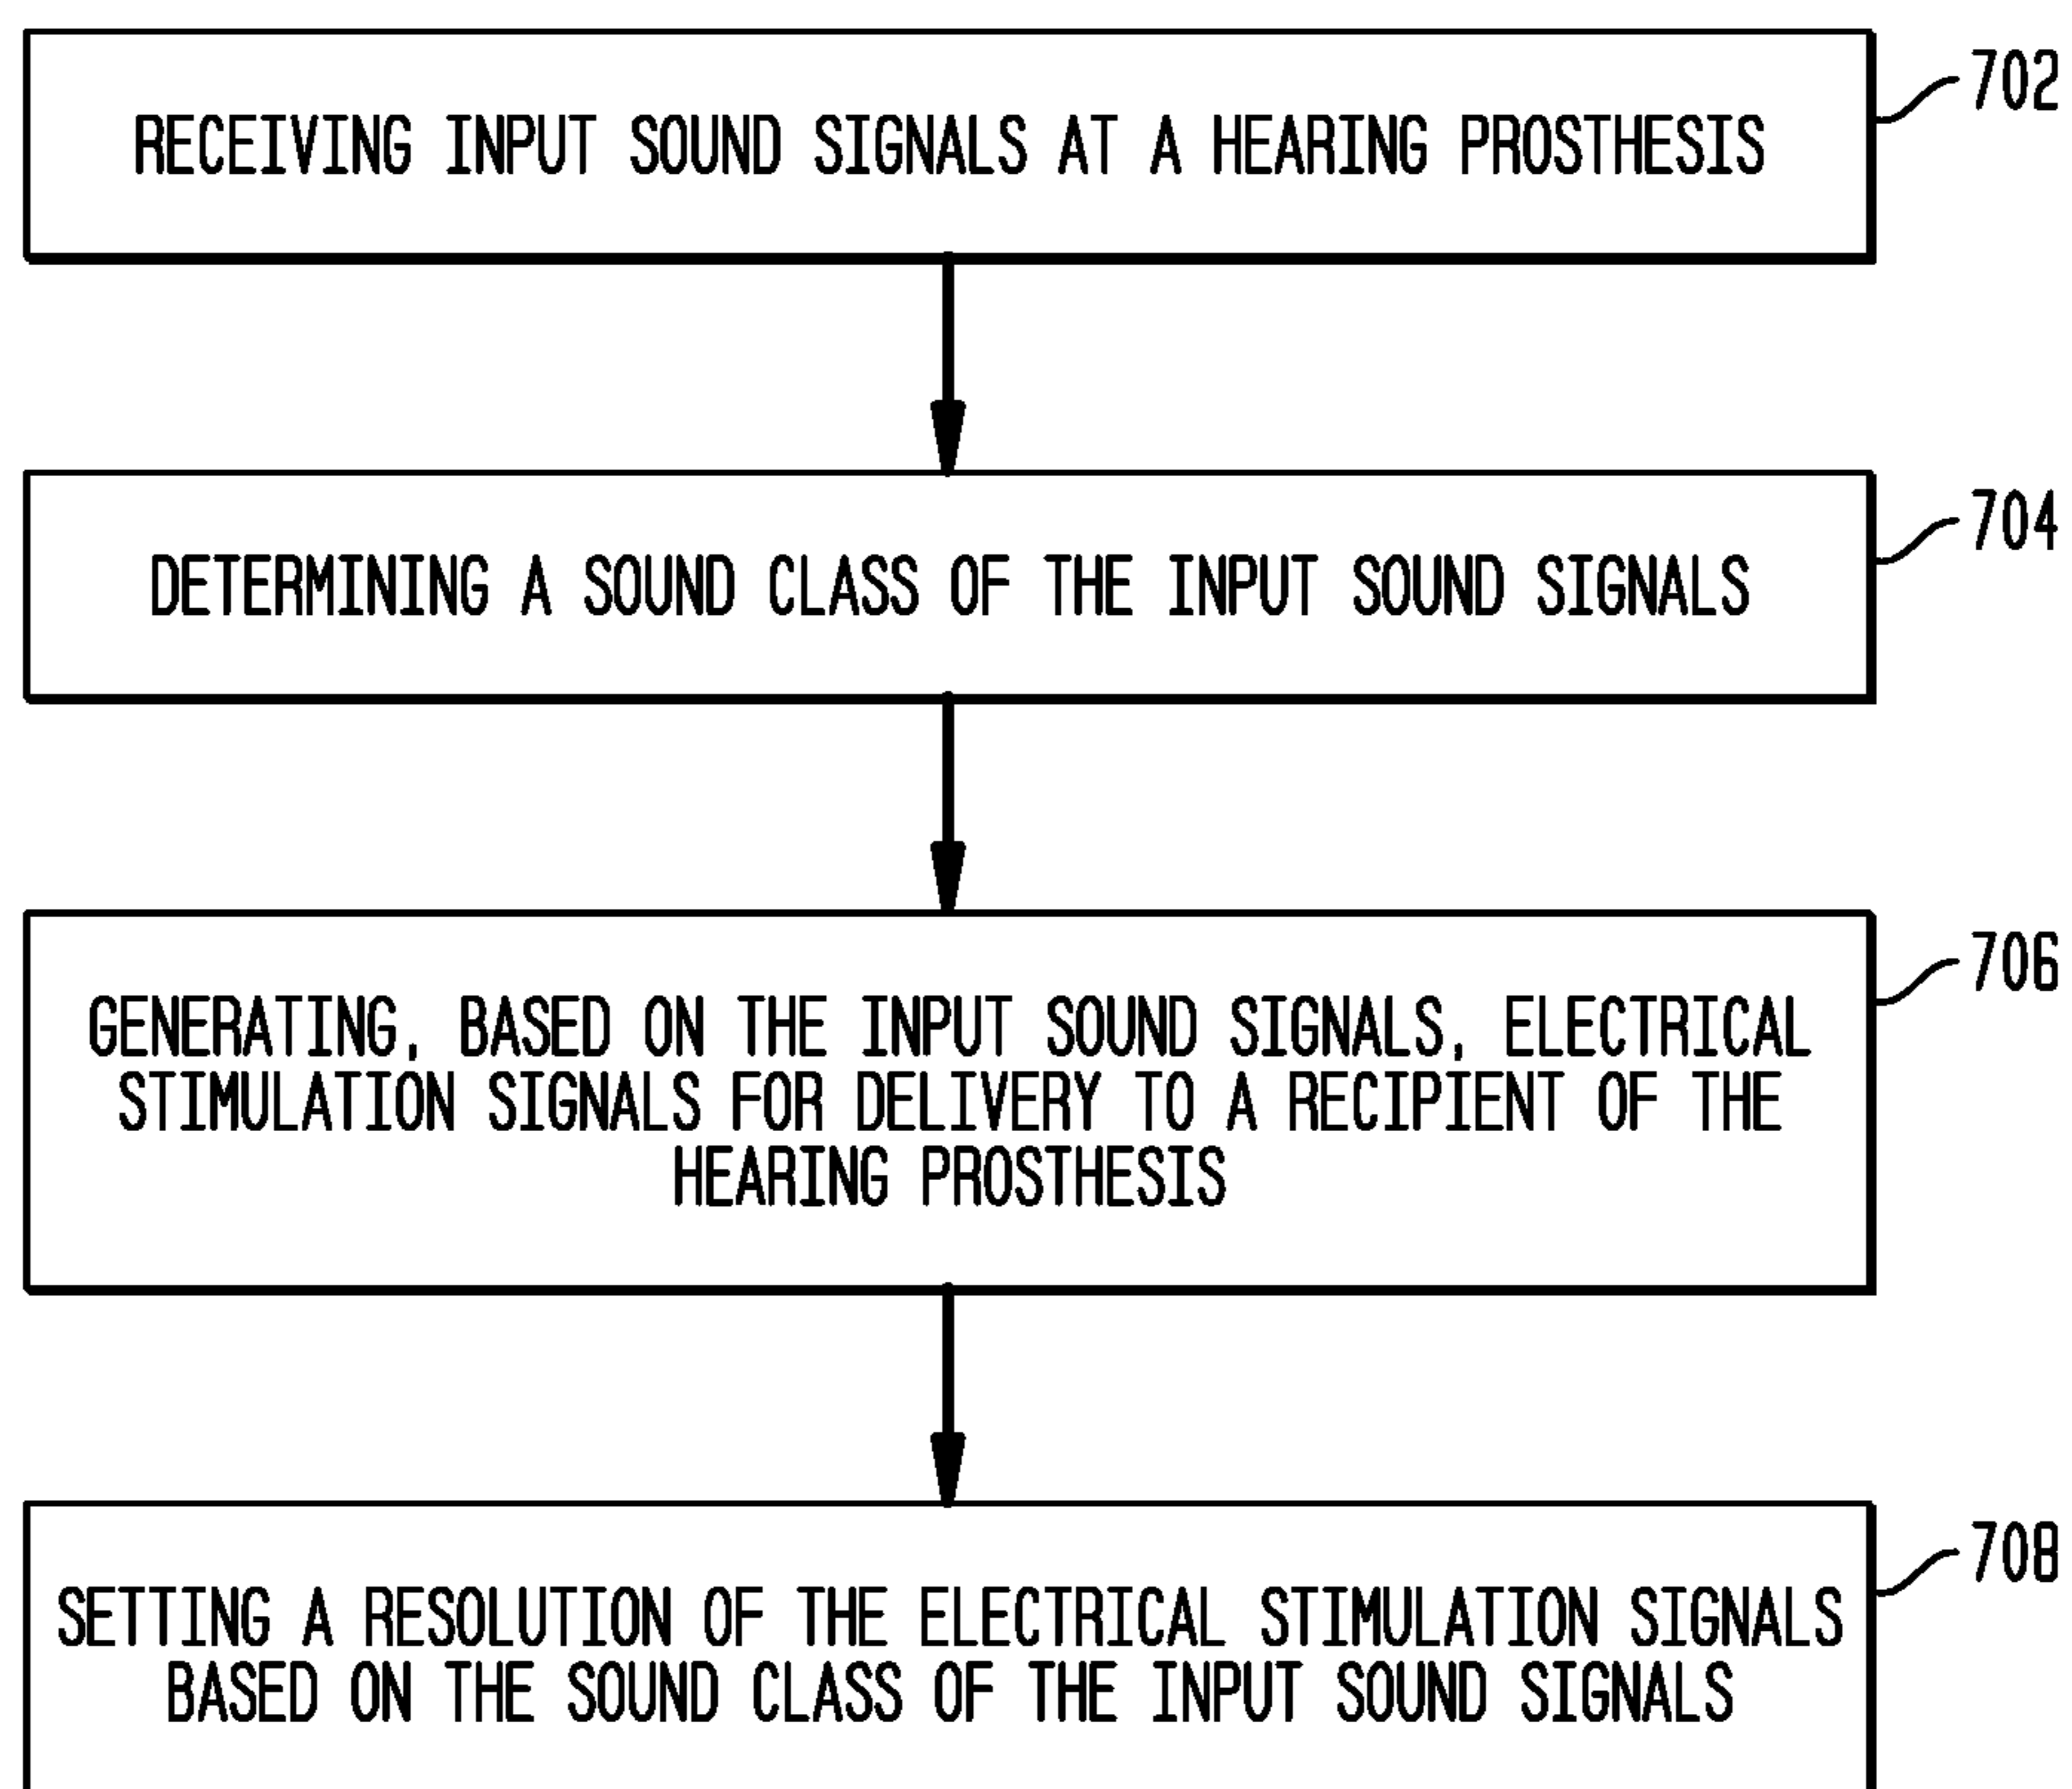 702
RECEIVING INPUT SOUND SIGNALS AT A HEARING PROSTHESIS
704
DETERMINING A SOUND CLASS OF THE INPUT SOUND SIGNALS
706
GENERATING, BASED ON THE INPUT SOUND SIGNALS, ELECTRICAL
STIMULATION SIGNALS FOR DELIVERY TO A RECIPIENT OF THE
HEARING PROSTHESIS
708
SETTING A RESOLUTION OF THE ELECTRICAL STIMULATION SIGNALS
BASED ON THE SOUND CLASS OF THE INPUT SOUND SIGNALS